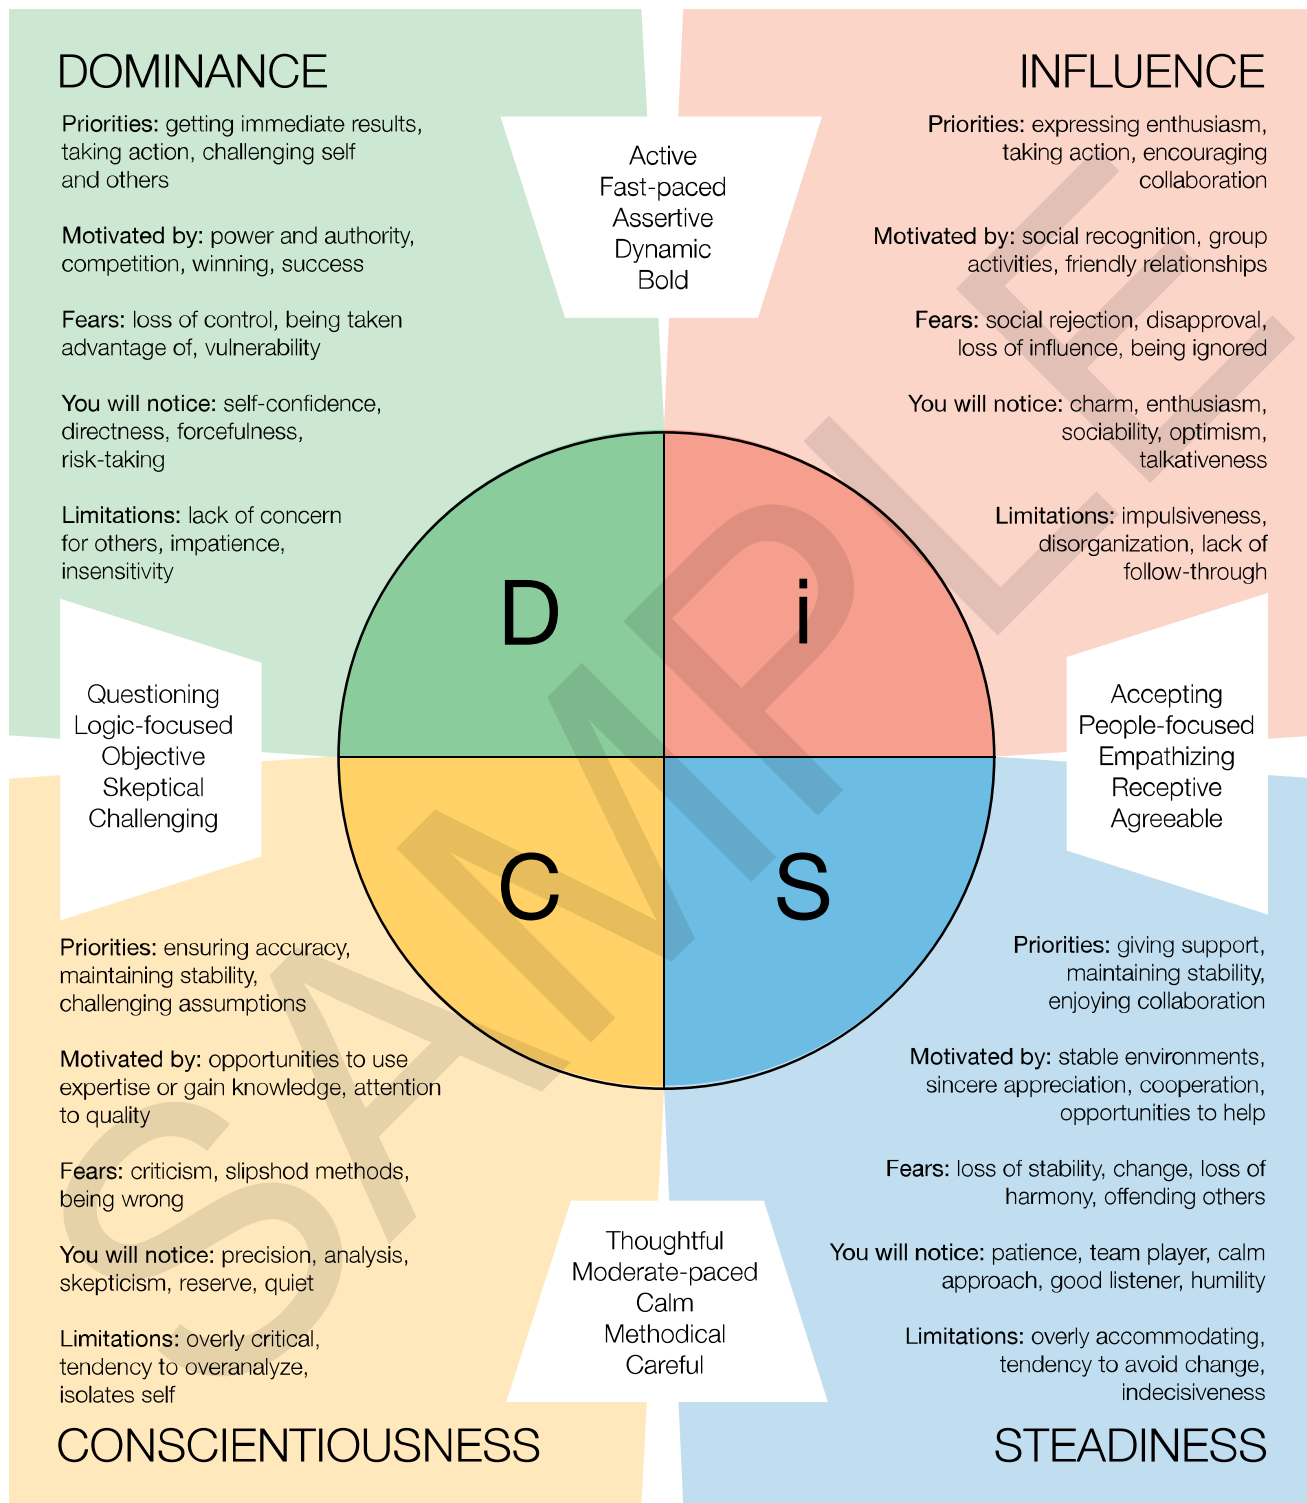 DOMINANCE
Priorities: getting immediate results,
taking action, challenging self
and others
Motivated by: power and authority,
competition, winning, success
Fears: loss of control, being taken
advantage of, vulnerability
You will notice: self-confidence,
directness, forcefulness,
risk-taking
Limitations: lack of concern
for others, impatience,
insensitivity
Active
Fast-paced
Assertive
Dynamic
Bold
INFLUENCE
Priorities: expressing enthusiasm,
taking action, encouraging
collaboration
Motivated by: social recognition, group
activities, friendly relationships
Fears: social rejection, disapproval,
loss of influence, being ignored
You will notice: charm, enthusiasm,
sociability, optimism,
talkativeness
Limitations: impulsiveness,
disorganization, lack of
follow-through
D
i
Questioning
Logic-focused
Objective
Skeptical
Challenging
Accepting
People-focused
Empathizing
Receptive
Agreeable
C
S
SAMPLE
Priorities: ensuring accuracy,
maintaining stability,
challenging assumptions
Motivated by: opportunities to use
expertise or gain knowledge, attention
to quality
Fears: criticism, slipshod methods,
being wrong
You will notice: precision, analysis,
skepticism, reserve, quiet
Limitations: overly critical,
tendency to overanalyze,
isolates self
CONSCIENTIOUSNESS
Thoughtful
Moderate-paced
Calm
Methodical
Careful
Priorities: giving support,
maintaining stability,
enjoying collaboration
Motivated by: stable environments,
sincere appreciation, cooperation,
opportunities to help
Fears: loss of stability, change, loss of
harmony, offending others
You will notice: patience, team player, calm
approach, good listener, humility
Limitations: overly accommodating,
tendency to avoid change,
indecisiveness
STEADINESS